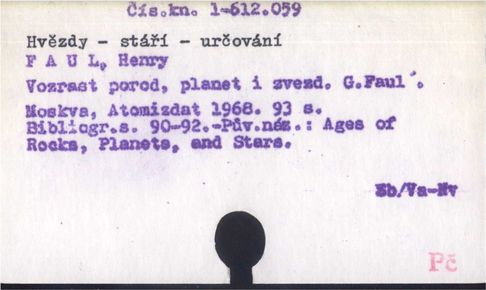 Čís.kn. 1-612.059
Hvězdy - stáří - určování
F A U L, Henry
Vozrast porod, planet i zvezd. G.Faul'.
Moskva, Atomizdat 1968. 93 s.
Bibliogr.s. 90-92.-Pův.náz.: Ages of
Rocks, Planets, and Stars.
Zb/Va-Nv
Pč